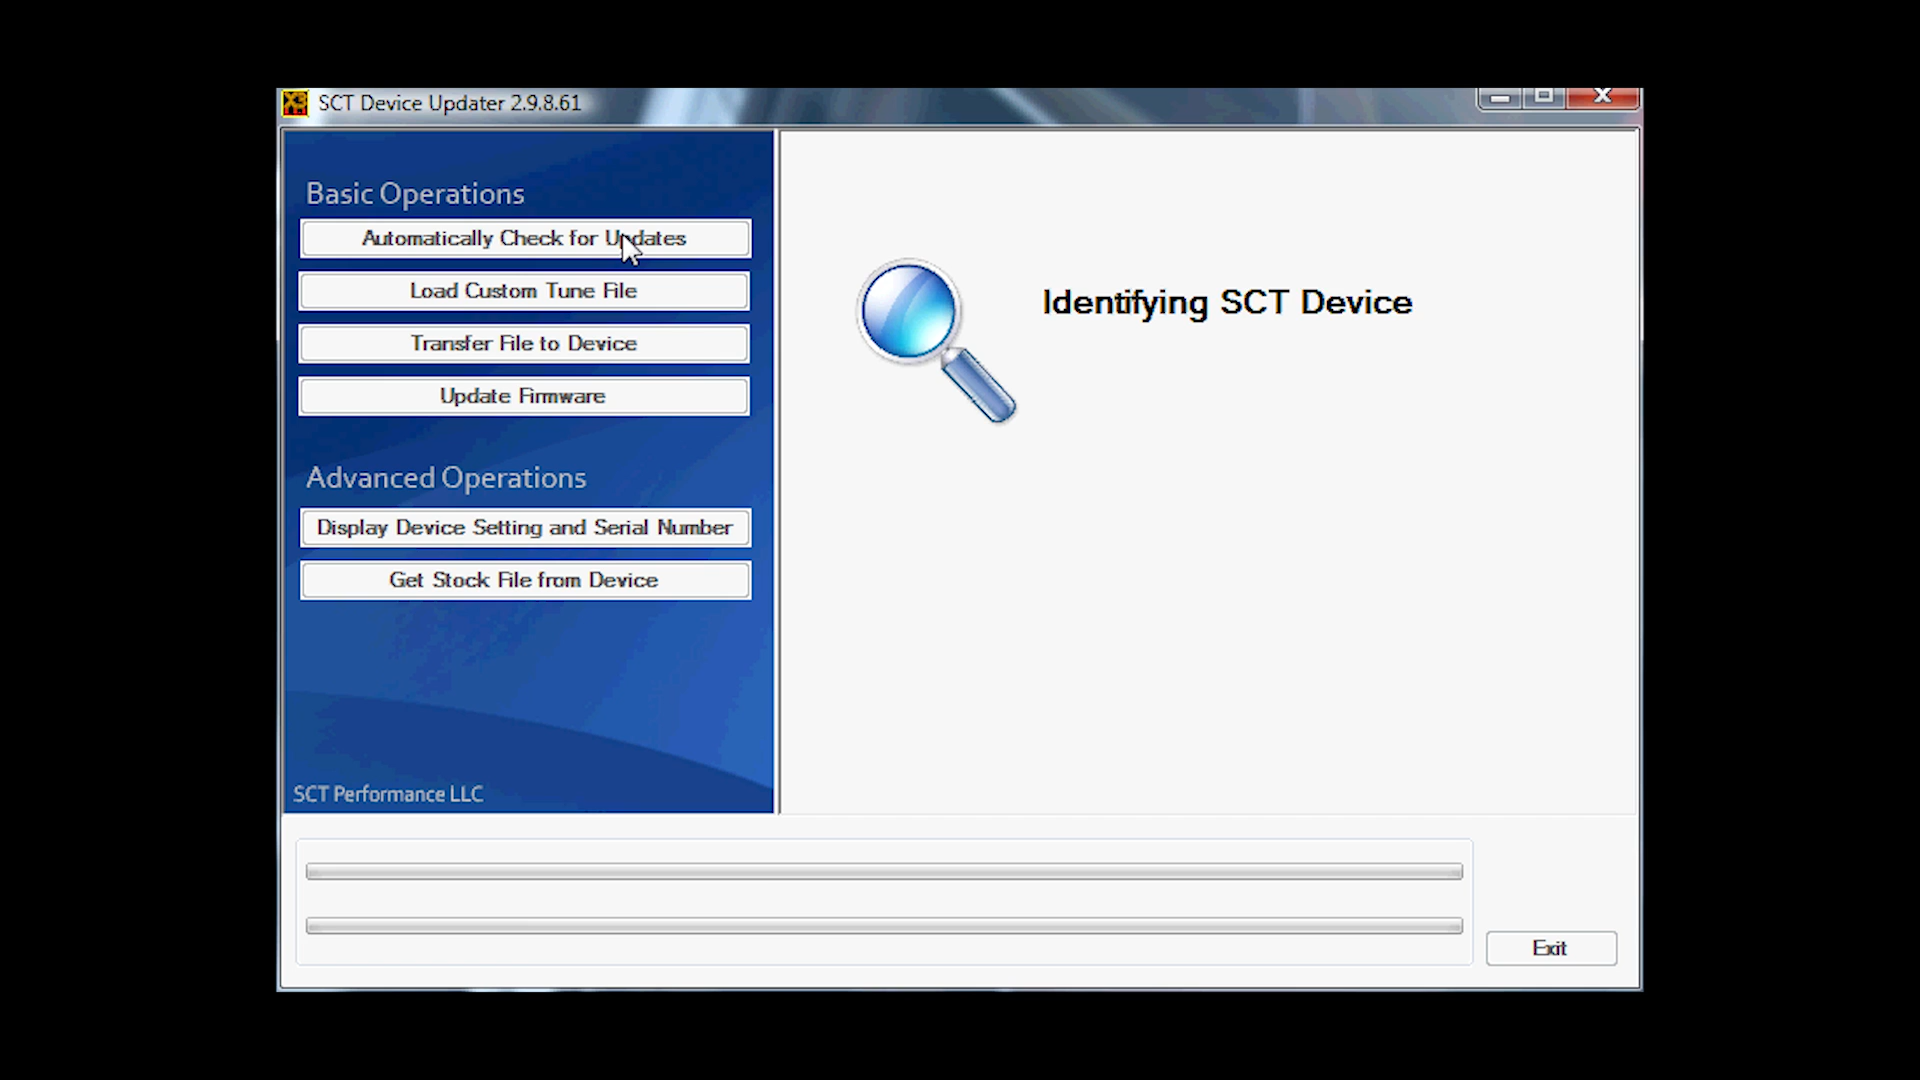 SCT Device Updater 2.9.8.61
Basic Operations
Automatically Check for Updates
Load Custom Tune File
Transfer File to Device
Update Firmware
Advanced Operations
Display Device Setting and Serial Number
Get Stock File from Device
SCT Performance LLC
Identifying SCT Device
Exit